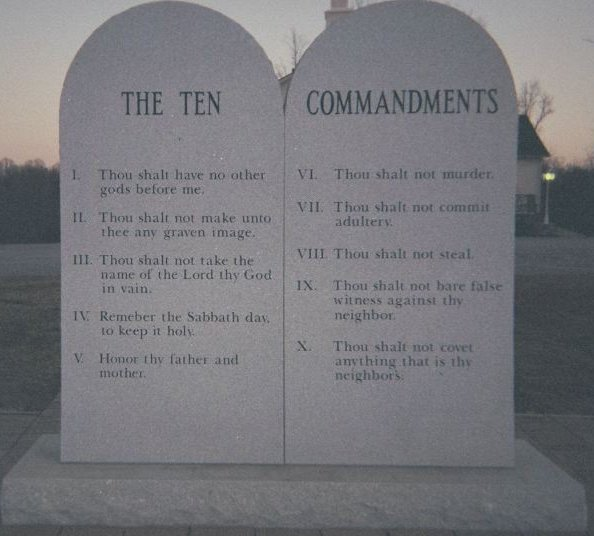 THE TEN
I. Thou shalt have no other
gods before me.
II. Thou shalt not make unto
thee any graven image.
III. Thou shalt not take the
name of the Lord thy God
in vain.
IV. Remeber the Sabbath day,
to keep it holy.
V. Honor thy father and
mother.
COMMANDMENTS
VI. Thou shalt not murder.
VII. Thou shalt not commit
adultery.
VIII. Thou shalt not steal.
IX. Thou shalt not bare false
witness against thy
neighbor.
X. Thou shalt not covet
anything that is thy
neighbors.